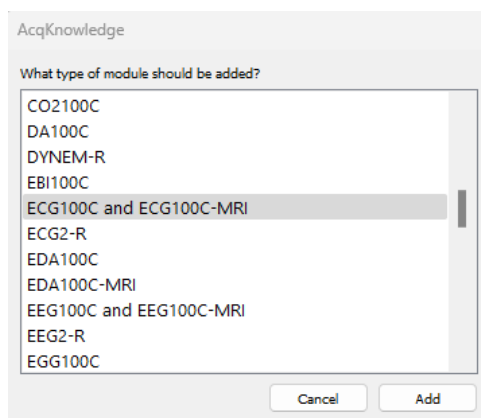 AcqKnowledge
What type of module should be added?
CO2100C
DA100C
DYNEM-R
EBI100C
ECG100C and ECG100C-MRI
ECG2-R
EDA100C
EDA100C-MRI
EEG100C and EEG100C-MRI
EEG2-R
EGG100C
Cancel Add